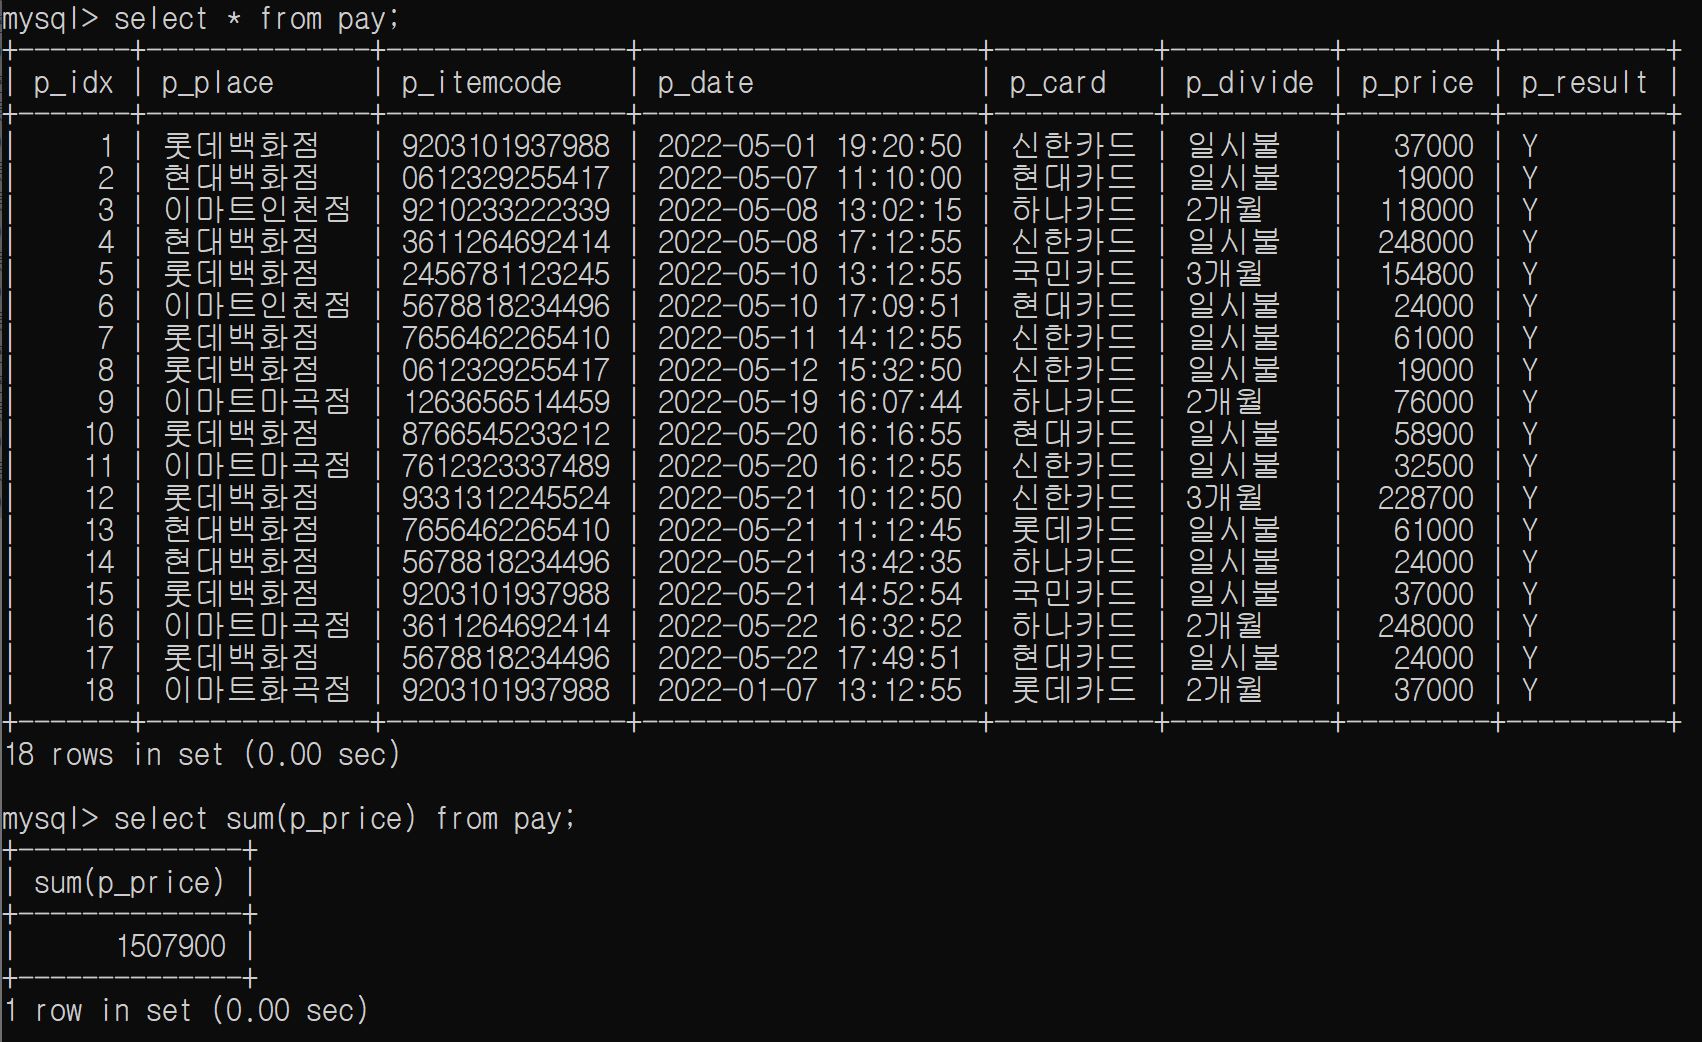 mysql> select * from pay;
+-------+--------------+---------------+---------------------+----------+----------+---------+----------+
| p_idx | p_place      | p_itemcode    | p_date              | p_card   | p_divide | p_price | p_result |
+-------+--------------+---------------+---------------------+----------+----------+---------+----------+
|     1 | 롯데백화점   | 9203101937988 | 2022-05-01 19:20:50 | 신한카드 | 일시불   |   37000 | Y        |
|     2 | 현대백화점   | 0612329255417 | 2022-05-07 11:10:00 | 현대카드 | 일시불   |   19000 | Y        |
|     3 | 이마트인천점 | 9210233222339 | 2022-05-08 13:02:15 | 하나카드 | 2개월    |  118000 | Y        |
|     4 | 현대백화점   | 3611264692414 | 2022-05-08 17:12:55 | 신한카드 | 일시불   |  248000 | Y        |
|     5 | 롯데백화점   | 2456781123245 | 2022-05-10 13:12:55 | 국민카드 | 3개월    |  154800 | Y        |
|     6 | 이마트인천점 | 5678818234496 | 2022-05-10 17:09:51 | 현대카드 | 일시불   |   24000 | Y        |
|     7 | 롯데백화점   | 7656462265410 | 2022-05-11 14:12:55 | 신한카드 | 일시불   |   61000 | Y        |
|     8 | 롯데백화점   | 0612329255417 | 2022-05-12 15:32:50 | 신한카드 | 일시불   |   19000 | Y        |
|     9 | 이마트마곡점 | 1263656514459 | 2022-05-19 16:07:44 | 하나카드 | 2개월    |   76000 | Y        |
|    10 | 롯데백화점   | 8766545233212 | 2022-05-20 16:16:55 | 현대카드 | 일시불   |   58900 | Y        |
|    11 | 이마트마곡점 | 7612323337489 | 2022-05-20 16:12:55 | 신한카드 | 일시불   |   32500 | Y        |
|    12 | 롯데백화점   | 9331312245524 | 2022-05-21 10:12:50 | 신한카드 | 3개월    |  228700 | Y        |
|    13 | 현대백화점   | 7656462265410 | 2022-05-21 11:12:45 | 롯데카드 | 일시불   |   61000 | Y        |
|    14 | 현대백화점   | 5678818234496 | 2022-05-21 13:42:35 | 하나카드 | 일시불   |   24000 | Y        |
|    15 | 롯데백화점   | 9203101937988 | 2022-05-21 14:52:54 | 국민카드 | 일시불   |   37000 | Y        |
|    16 | 이마트마곡점 | 3611264692414 | 2022-05-22 16:32:52 | 하나카드 | 2개월    |  248000 | Y        |
|    17 | 롯데백화점   | 5678818234496 | 2022-05-22 17:49:51 | 현대카드 | 일시불   |   24000 | Y        |
|    18 | 이마트화곡점 | 9203101937988 | 2022-01-07 13:12:55 | 롯데카드 | 2개월    |   37000 | Y        |
+-------+--------------+---------------+---------------------+----------+----------+---------+----------+
18 rows in set (0.00 sec)
mysql> select sum(p_price) from pay;
+--------------+
| sum(p_price) |
+--------------+
|      1507900 |
+--------------+
1 row in set (0.00 sec)